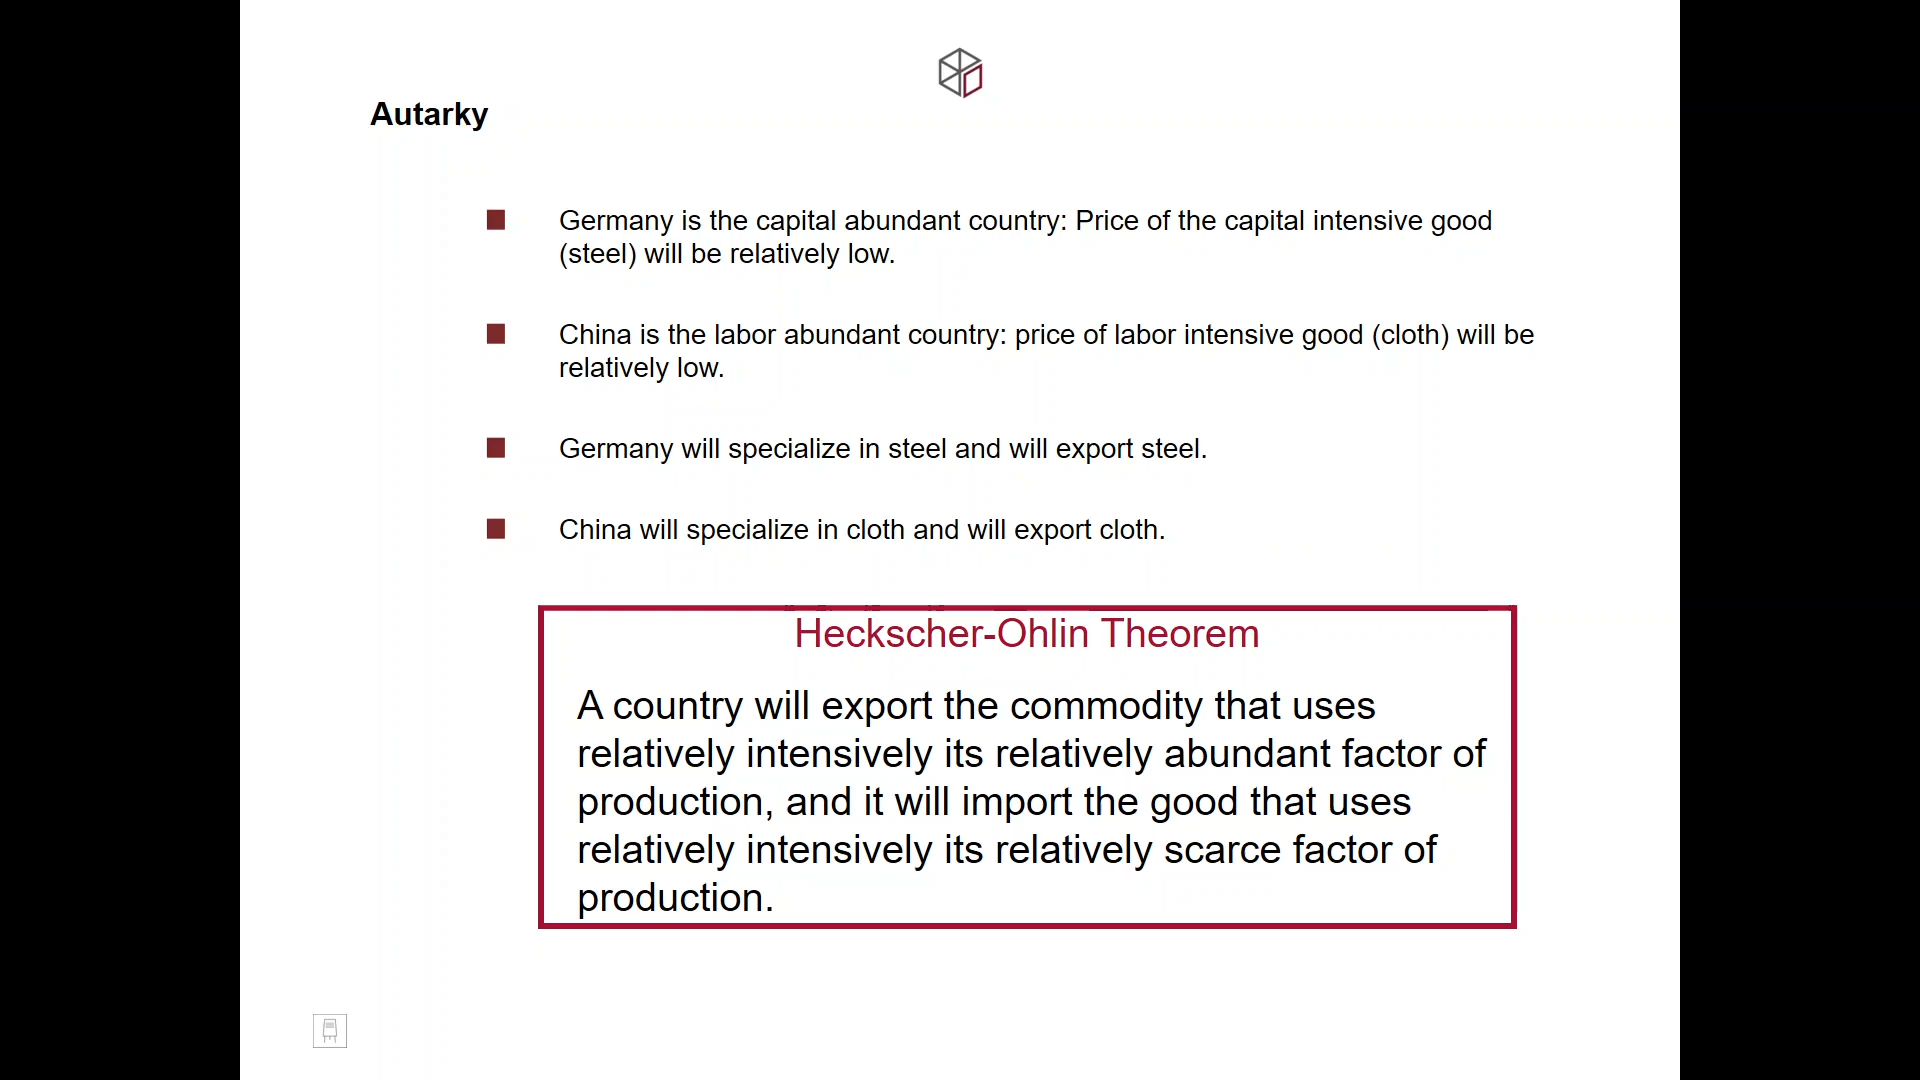 Autarky
Germany is the capital abundant country: Price of the capital intensive good
(steel) will be relatively low.
China is the labor abundant country: price of labor intensive good (cloth) will be
relatively low.
Germany will specialize in steel and will export steel.
China will specialize in cloth and will export cloth.
Heckscher-Ohlin Theorem
A country will export the commodity that uses
relatively intensively its relatively abundant factor of
production, and it will import the good that uses
relatively intensively its relatively scarce factor of
production.